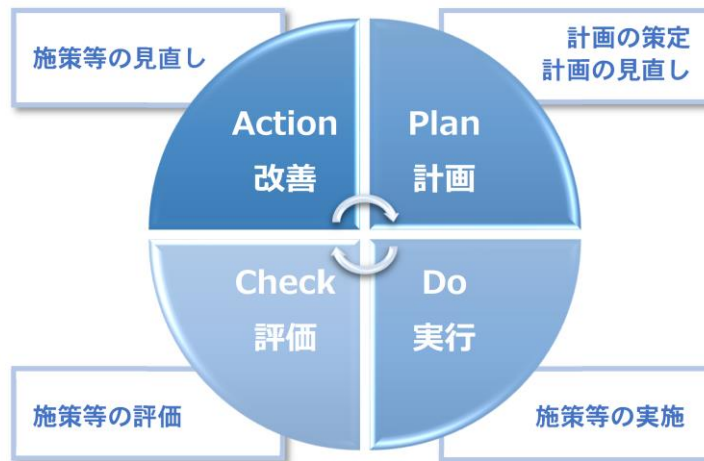 施策等の見直し
計画の策定
計画の見直し
Action
改善
Plan
計画
Check
評価
Do
実行
施策等の評価
施策等の実施